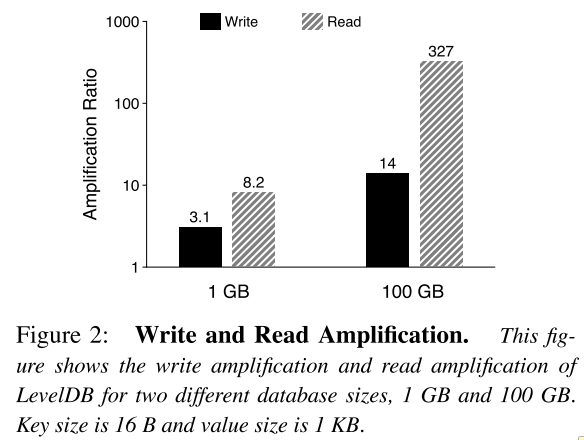 1000
Write
Read
327
100
Amplification Ratio
14
10
8.2
3.1
1
1 GB
100 GB
Figure 2: Write and Read Amplification. This fig-
ure shows the write amplification and read amplification of
LevelDB for two different database sizes, 1 GB and 100 GB.
Key size is 16 B and value size is 1 KB.